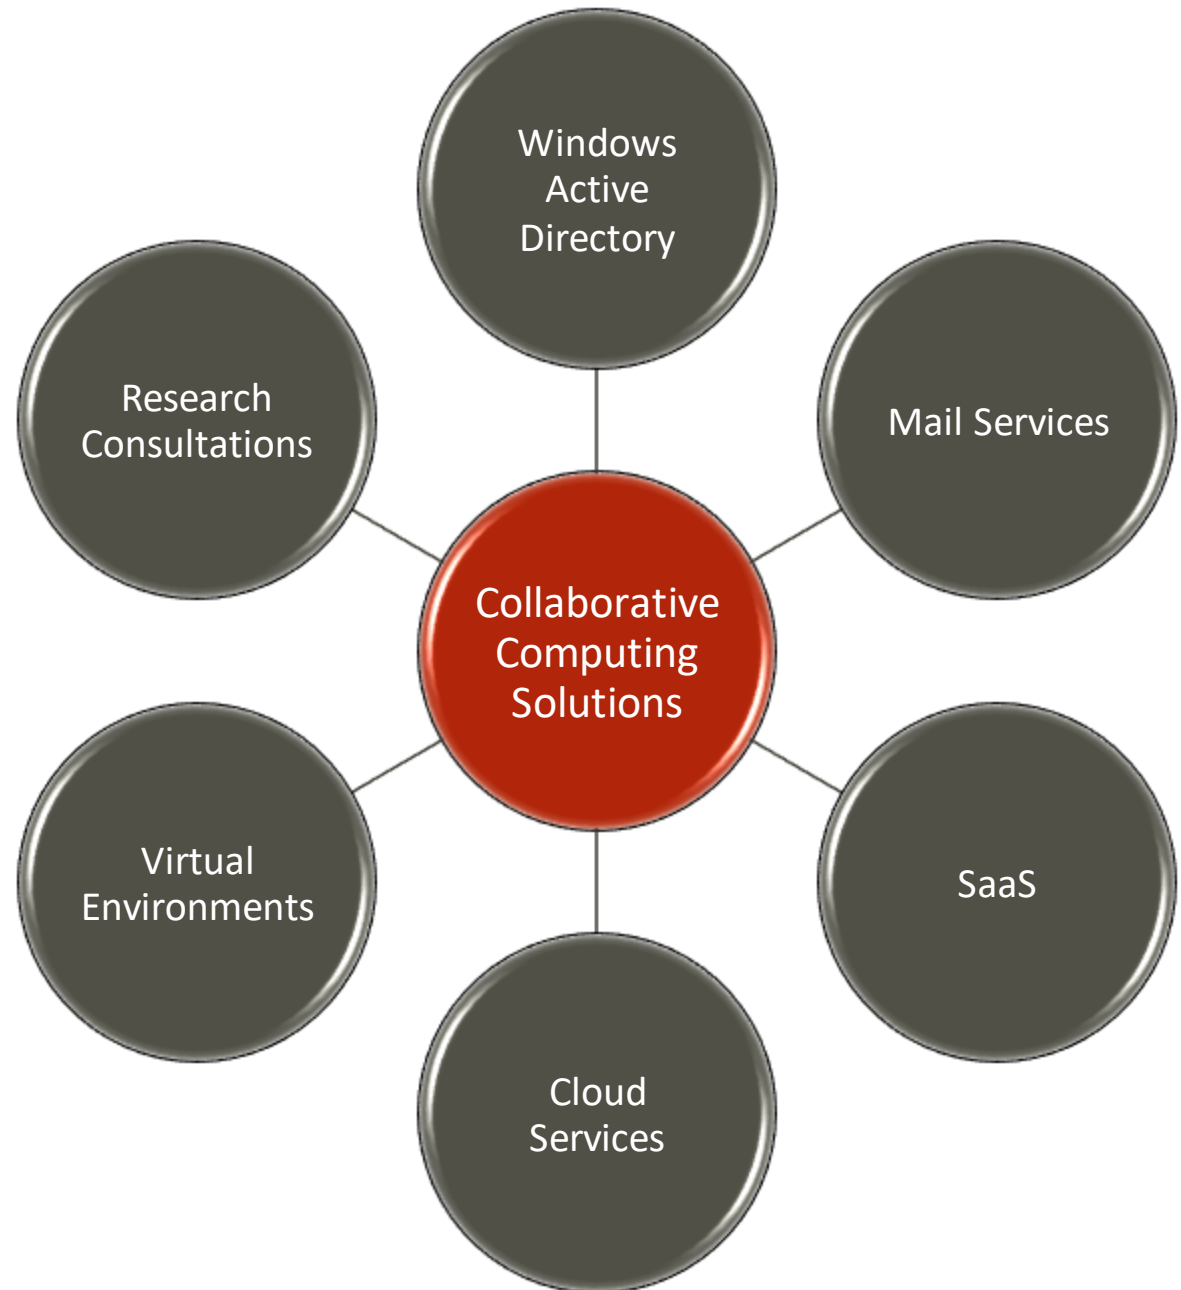 Windows
Active
Directory
Mail Services
SaaS
Cloud
Services
Virtual
Environments
Research
Consultations
Collaborative
Computing
Solutions